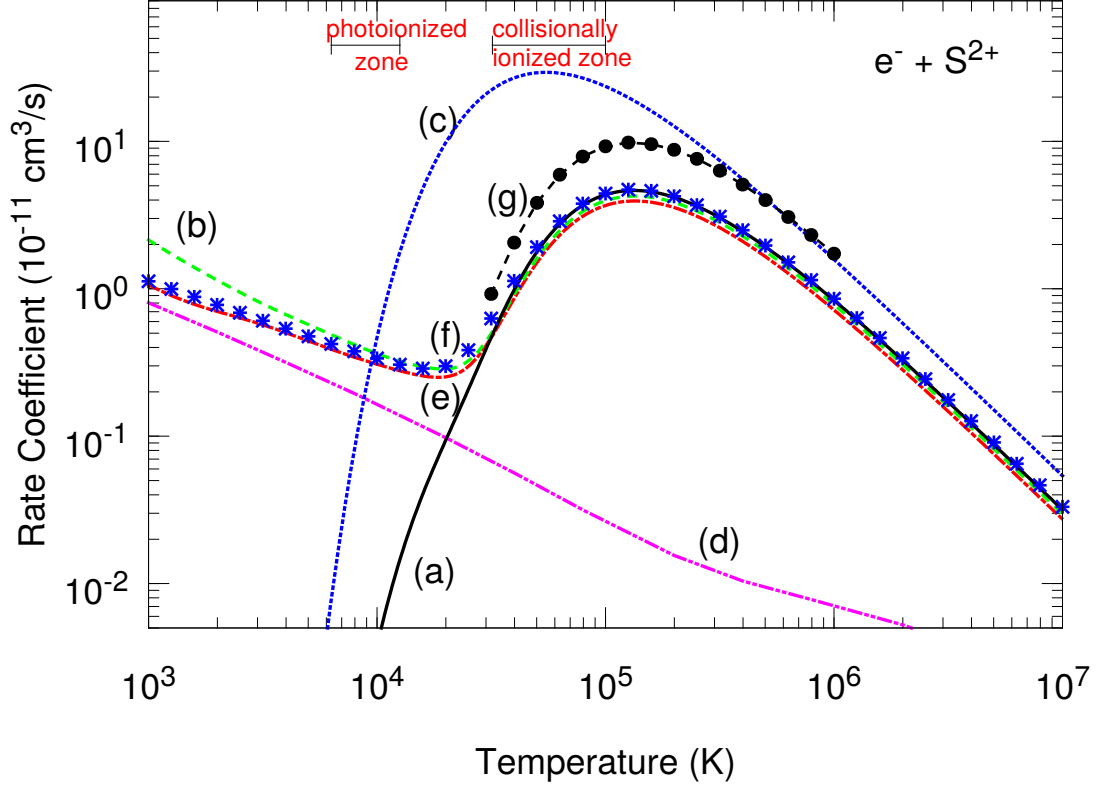 photoionized
zone
collisionally
ionized zone
e⁻ + S²⁺
(c)
(g)
(b)
(f)
(e)
(d)
(a)
Rate Coefficient (10⁻¹¹ cm³/s)
10¹
10⁰
10⁻¹
10⁻²
10³ 10⁴ 10⁵ 10⁶ 10⁷
Temperature (K)